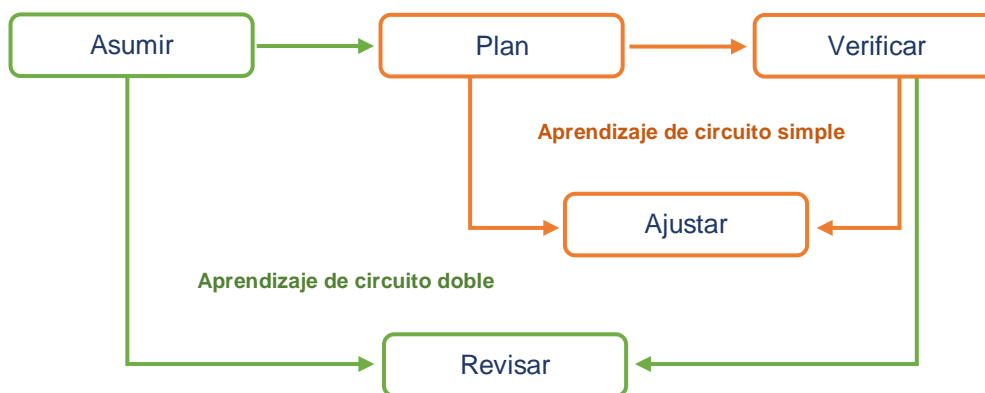 Asumir
Plan
Verificar
Aprendizaje de circuito simple
Ajustar
Aprendizaje de circuito doble
Revisar